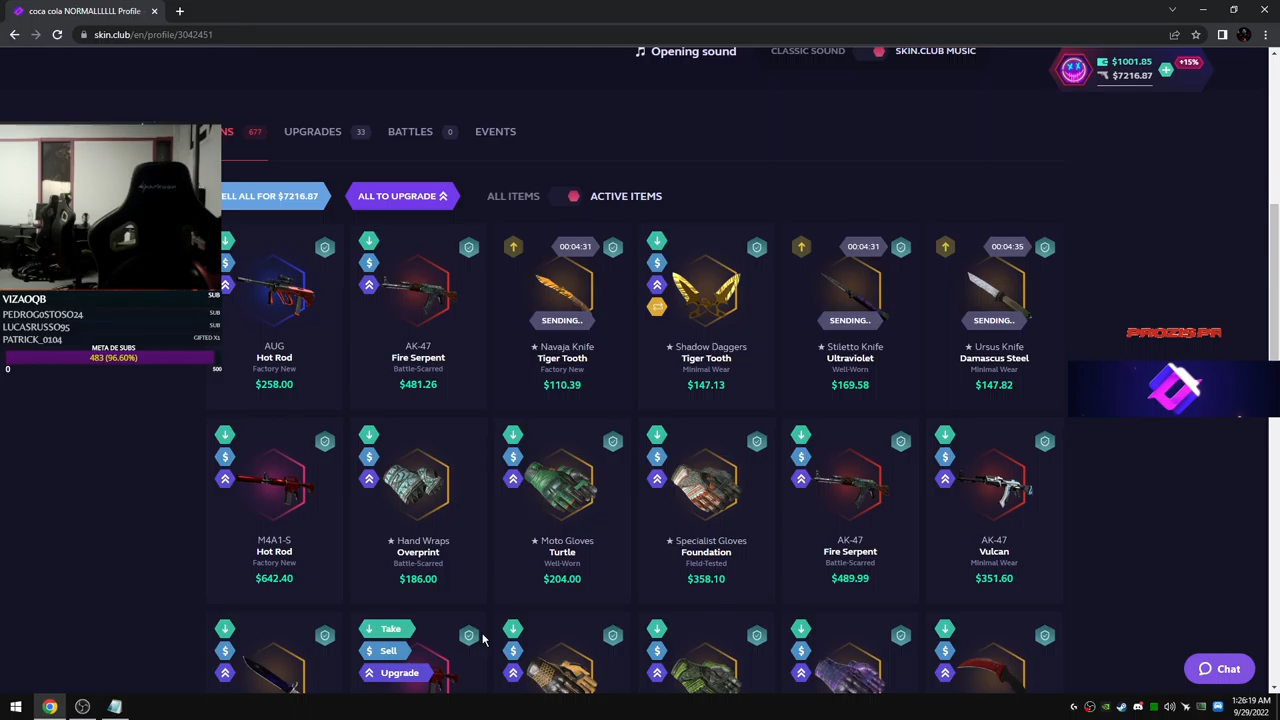 coca cola NORMALLLLL Profile
skin.club/en/profile/3042451
Opening sound
CLASSIC SOUND
SKIN.CLUB MUSIC
$1001.85
$7216.87
+15%
NS 677
UPGRADES 33
BATTLES 0
EVENTS
ELL ALL FOR $7216.87
ALL TO UPGRADE
ALL ITEMS
ACTIVE ITEMS
AUG
Hot Rod
Factory New
$258.00
AK-47
Fire Serpent
Battle-Scarred
$481.26
00:04:31
SENDING..
★ Navaja Knife
Tiger Tooth
Factory New
$110.39
★ Shadow Daggers
Tiger Tooth
Minimal Wear
$147.13
00:04:31
SENDING..
★ Stiletto Knife
Ultraviolet
Well-Worn
$169.58
00:04:35
SENDING..
★ Ursus Knife
Damascus Steel
Minimal Wear
$147.82
VIZAOQB SUB
PEDROG0STOSO24 SUB
LUCASRUSSO95 SUB
PATRICK_0104 GIFTED X1
META DE SUBS
483 (96.60%)
0 500
M4A1-S
Hot Rod
Factory New
$642.40
★ Hand Wraps
Overprint
Battle-Scarred
$186.00
★ Moto Gloves
Turtle
Well-Worn
$204.00
★ Specialist Gloves
Foundation
Field-Tested
$358.10
AK-47
Fire Serpent
Battle-Scarred
$489.99
AK-47
Vulcan
Minimal Wear
$351.60
Take
$ Sell
Upgrade
Chat
1:26:19 AM
9/29/2022